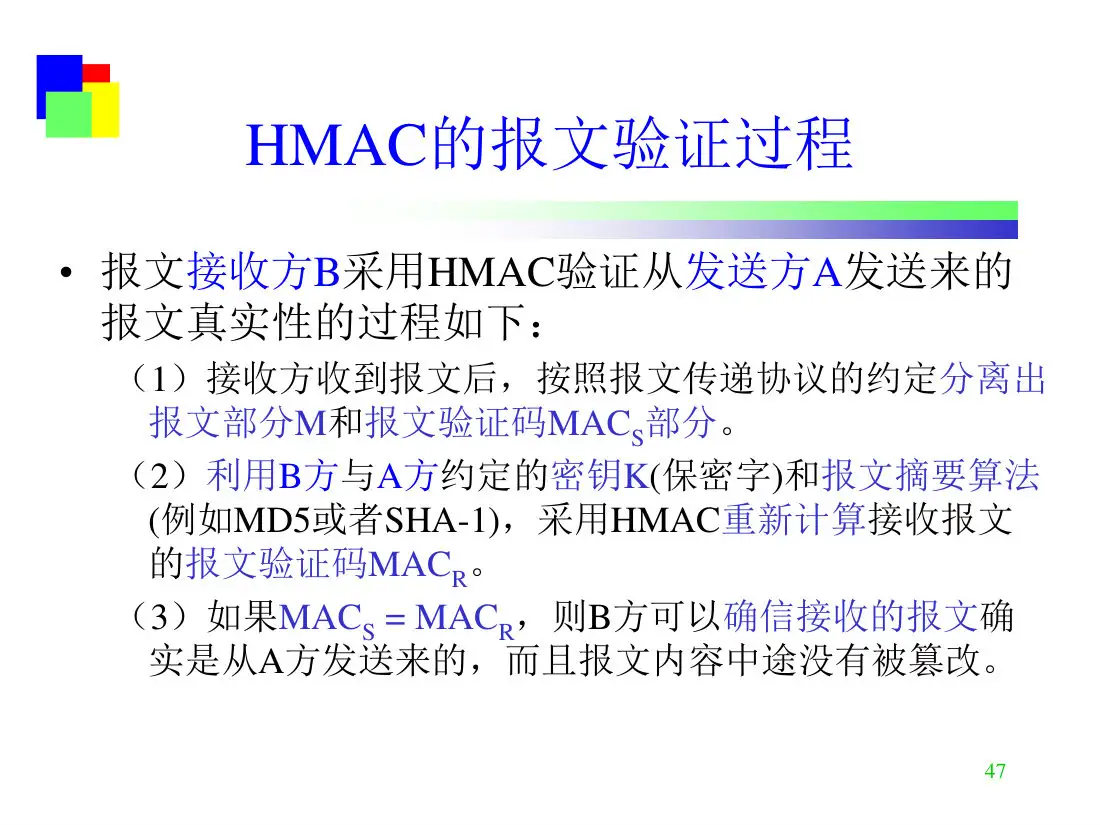 HMAC的报文验证过程
• 报文接收方B采用HMAC验证从发送方A发送来的
报文真实性的过程如下：
（1）接收方收到报文后，按照报文传递协议的约定分离出
报文部分M和报文验证码MACS部分。
（2）利用B方与A方约定的密钥K(保密字)和报文摘要算法
(例如MD5或者SHA-1)，采用HMAC重新计算接收报文
的报文验证码MACR。
（3）如果MACS = MACR，则B方可以确信接收的报文确
实是从A方发送来的，而且报文内容中途没有被篡改。
47